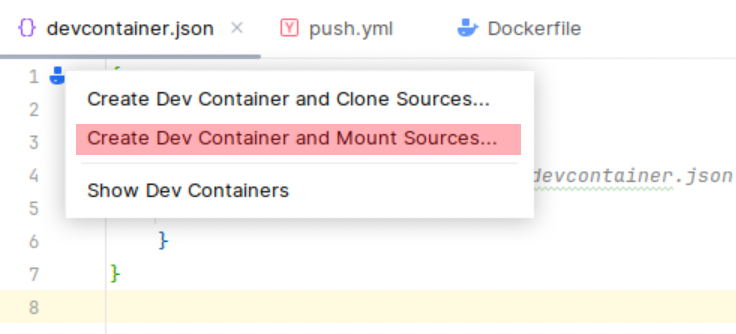 {} devcontainer.json × push.yml Dockerfile
1
Create Dev Container and Clone Sources...
2
Create Dev Container and Mount Sources...
3
4 devcontainer.json
Show Dev Containers
5
6 }
7 }
8